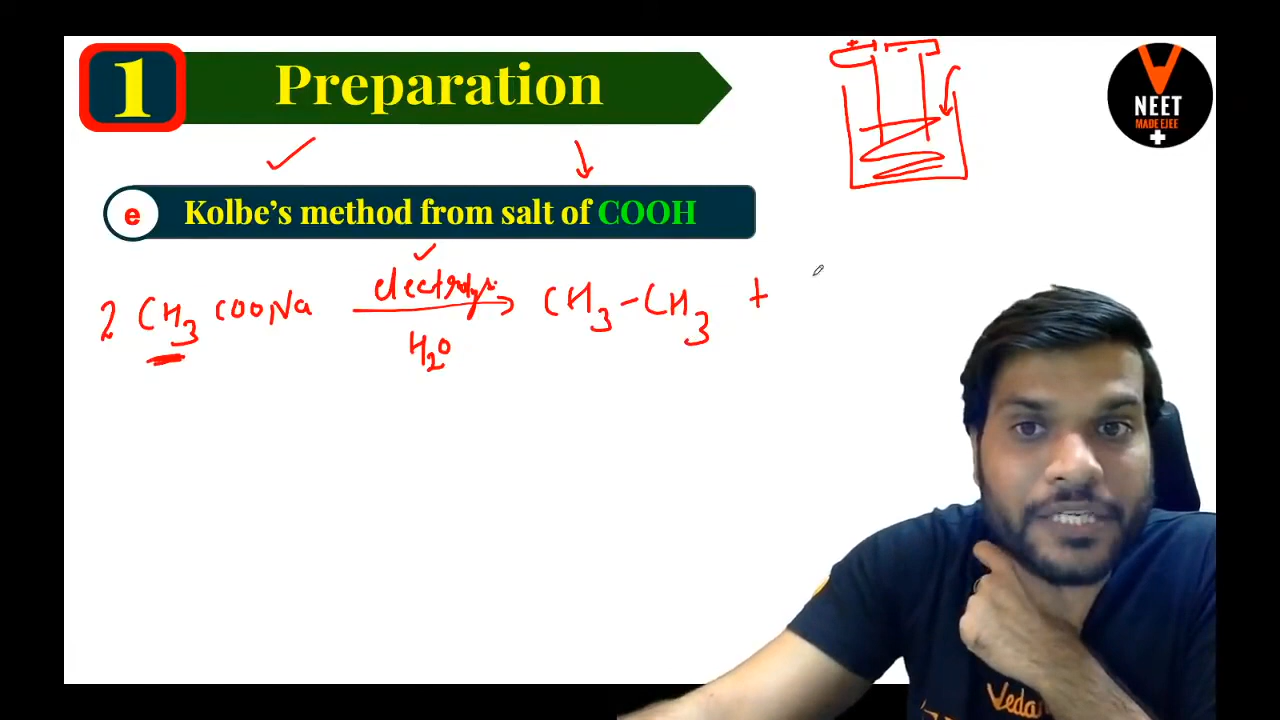 1 Preparation
NEET
MADE EJEE
e Kolbe's method from salt of COOH
electrolysis
2 CH3 COONa → CH3-CH3 +
H2O